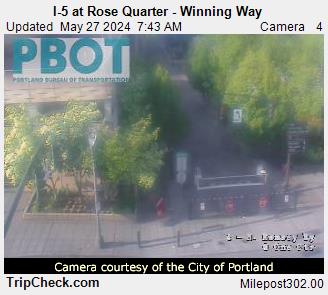 I-5 at Rose Quarter - Winning Way
Updated May 27 2024 7:43 AM Camera 4
PBOT
PORTLAND BUREAU OF TRANSPORTATION
Camera courtesy of the City of Portland
TripCheck.com Milepost302.00